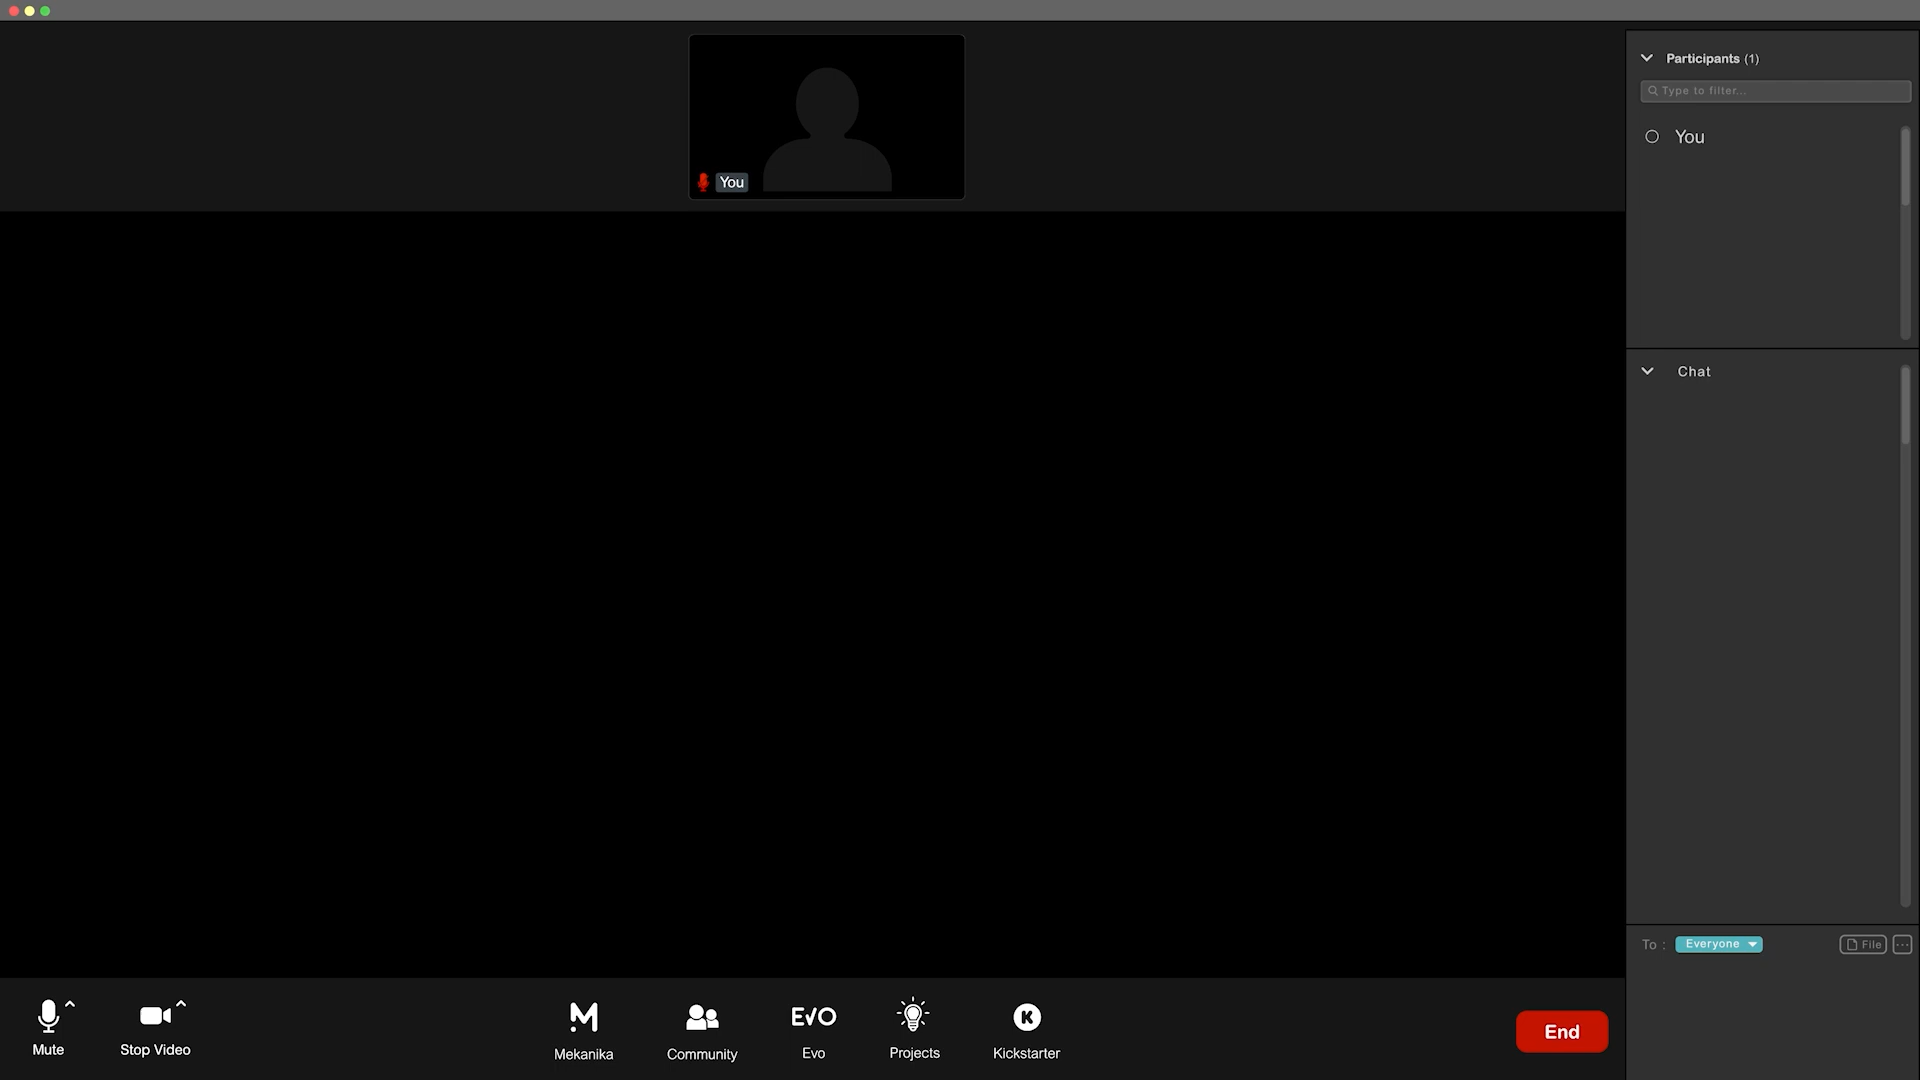 You
Participants (1)
Type to filter...
You
Chat
To : Everyone
File
Mute
Stop Video
Mekanika
Community
EVO
Evo
Projects
K
Kickstarter
End